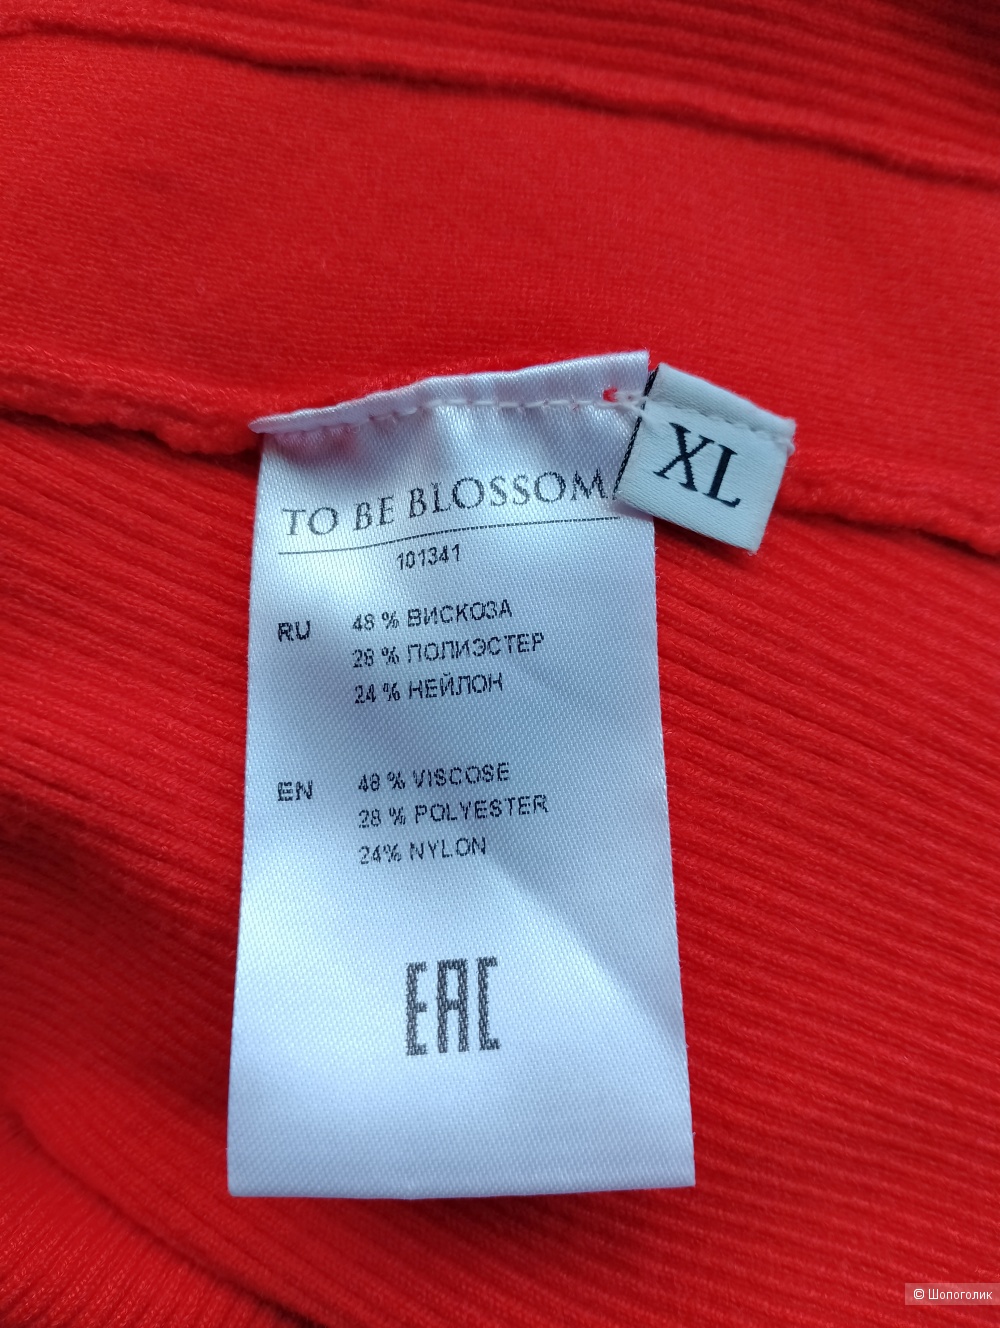 TO BE BLOSSOM
XL
101341
RU
48 % ВИСКОЗА
28 % ПОЛИЭСТЕР
24 % НЕЙЛОН
EN
48 % VISCOSE
28 % POLYESTER
24% NYLON
EAC
© Шопоголик